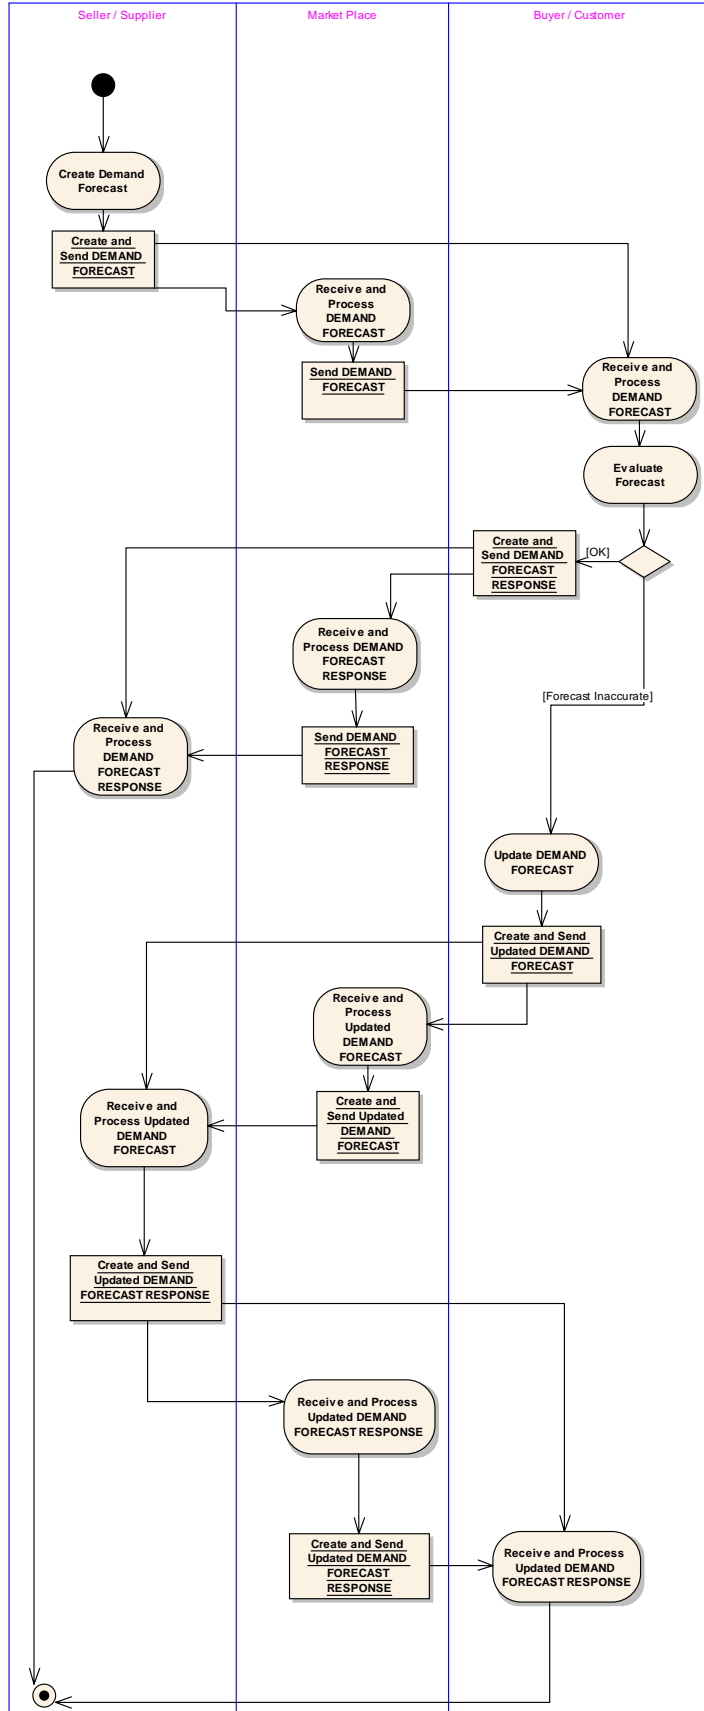 Seller / Supplier
Market Place
Buyer / Customer
Create Demand
Forecast
Create and
Send DEMAND
FORECAST
Receive and
Process
DEMAND
FORECAST
Send DEMAND
FORECAST
Receive and
Process
DEMAND
FORECAST
Evaluate
Forecast
[OK]
Create and
Send DEMAND
FORECAST
RESPONSE
Receive and
Process DEMAND
FORECAST
RESPONSE
[Forecast Inaccurate]
Send DEMAND
FORECAST
RESPONSE
Receive and
Process
DEMAND
FORECAST
RESPONSE
Update DEMAND
FORECAST
Create and Send
Updated DEMAND
FORECAST
Receive and
Process
Updated
DEMAND
FORECAST
Create and
Send Updated
DEMAND
FORECAST
Receive and
Process Updated
DEMAND
FORECAST
Create and Send
Updated DEMAND
FORECAST RESPONSE
Receive and Process
Updated DEMAND
FORECAST RESPONSE
Create and Send
Updated DEMAND
FORECAST
RESPONSE
Receive and Process
Updated DEMAND
FORECAST RESPONSE